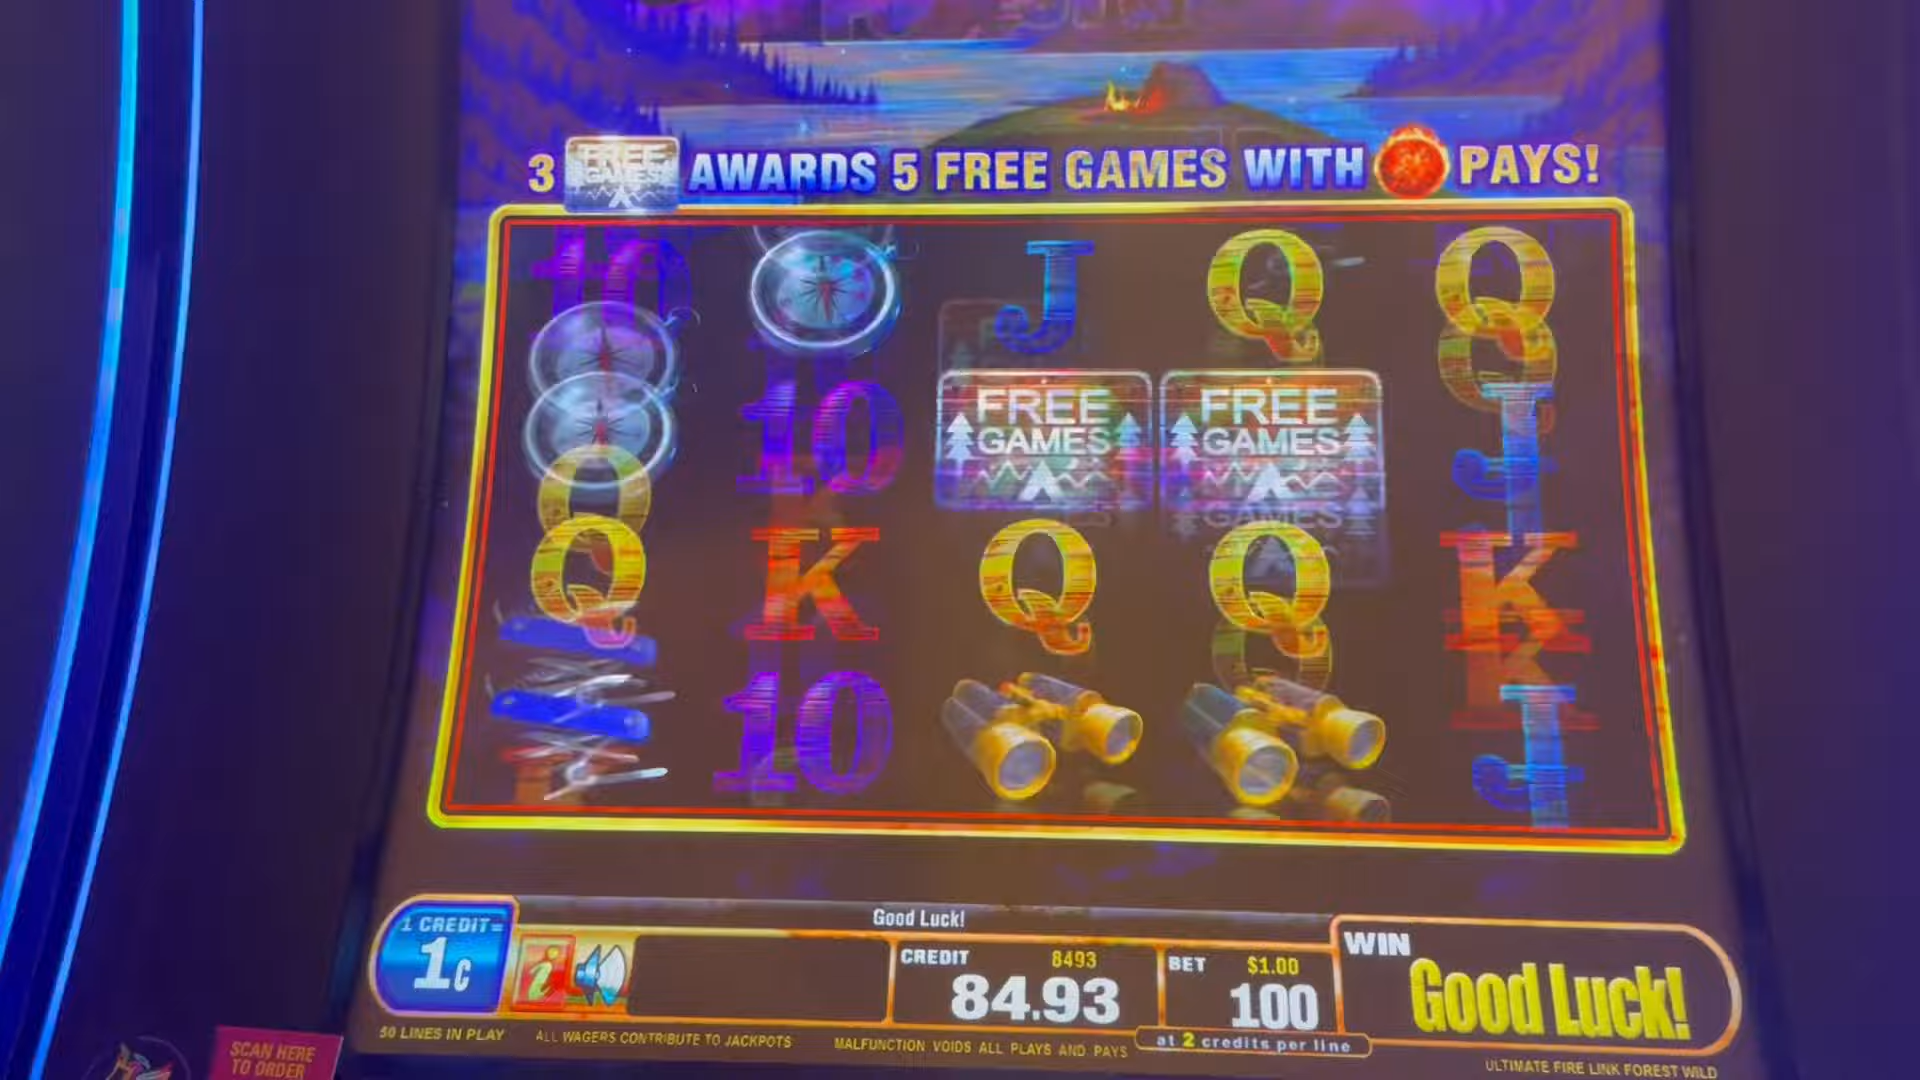 3 FREE GAMES AWARDS 5 FREE GAMES WITH PAYS!
10 J Q Q
FREE GAMES FREE GAMES
10 J
Q K Q Q K
10 J
Good Luck!
1 CREDIT=
1¢
CREDIT 8493
84.93
BET $1.00
100
at 2 credits per line
WIN
Good Luck!
50 LINES IN PLAY
ALL WAGERS CONTRIBUTE TO JACKPOTS
MALFUNCTION VOIDS ALL PLAYS AND PAYS
ULTIMATE FIRE LINK FOREST WILD
SCAN HERE
TO ORDER